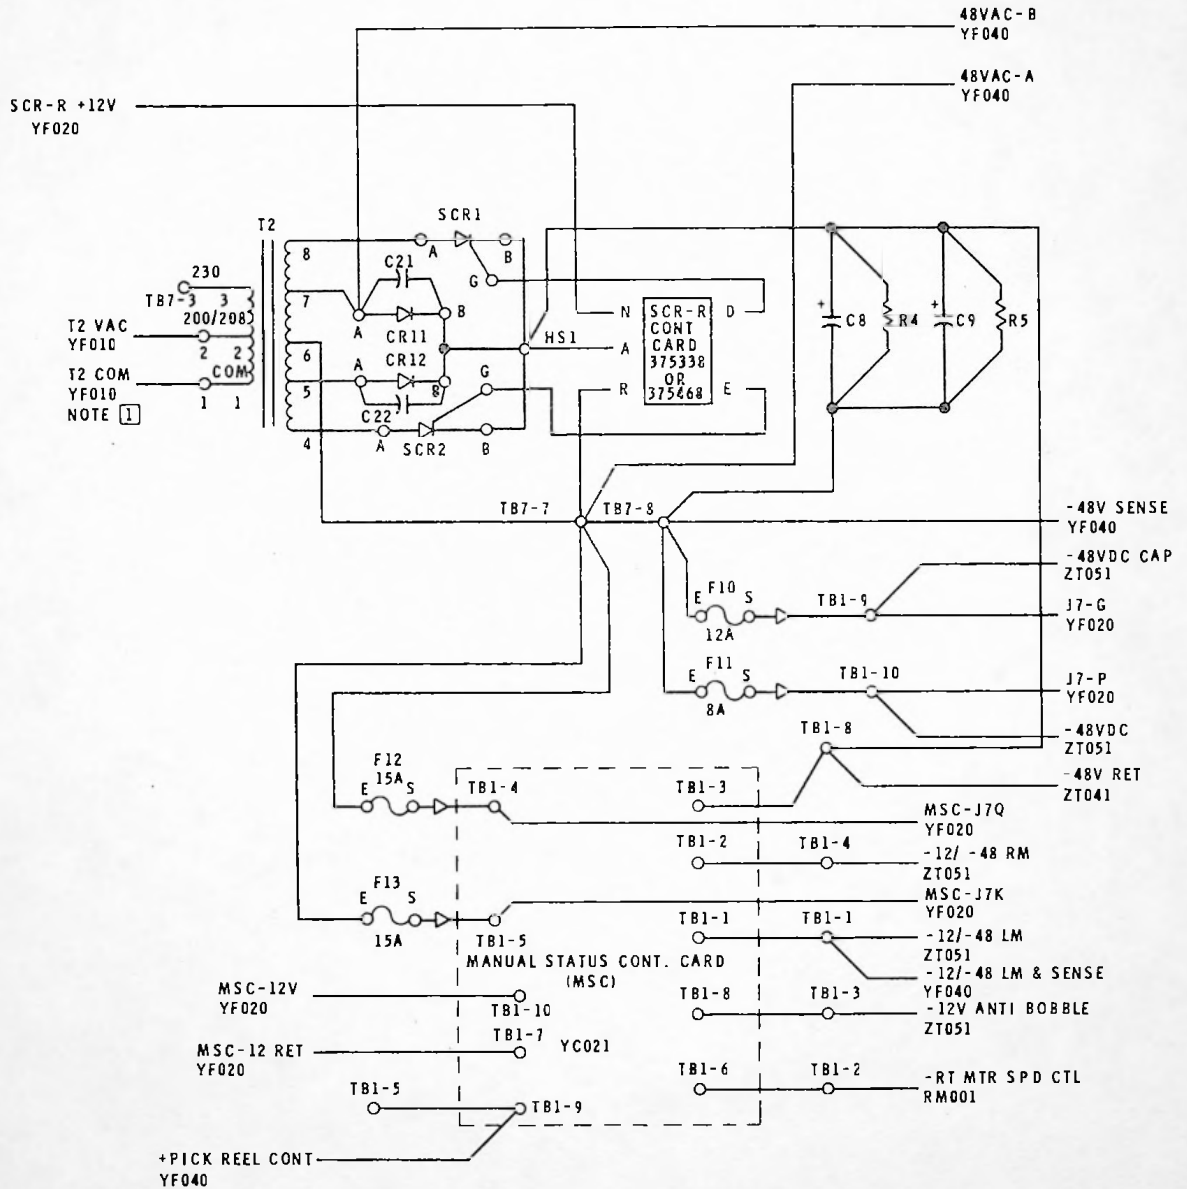 48VAC-B
YF040
48VAC-A
YF040
SCR-R +12V
YF020
T2
SCR1
8
A
B
C21
230
G
TB7-3 3
7
N
SCR-R
CONT
CARD
375338
OR
375468
D
200/208
A
B
CR11
HS1
A
+
C8
R4
+
C9
R5
T2 VAC
YF010
2 2
6
CR12
T2 COM
YF010
NOTE 1
COM
1 1
5
A
B
G
R
E
C22
4
A
SCR2
B
TB7-7
TB7-8
-48V SENSE
YF040
-48VDC CAP
ZT051
F10
E S
12A
TB1-9
J7-G
YF020
F11
E S
8A
TB1-10
J7-P
YF020
-48VDC
ZT051
TB1-8
-48V RET
ZT041
F12
15A
E S
TB1-4
TB1-3
MSC-J7Q
YF020
TB1-2
TB1-4
-12/ -48 RM
ZT051
F13
E S
15A
MSC-J7K
YF020
TB1-5
TB1-1
TB1-1
-12/-48 LM
ZT051
MANUAL STATUS CONT. CARD
(MSC)
-12/-48 LM & SENSE
YF040
MSC-12V
YF020
TB1-10
TB1-8
TB1-3
-12V ANTI BOBBLE
ZT051
MSC-12 RET
YF020
TB1-7
YC021
TB1-5
TB1-9
TB1-6
TB1-2
-RT MTR SPD CTL
RM001
+PICK REEL CONT
YF040